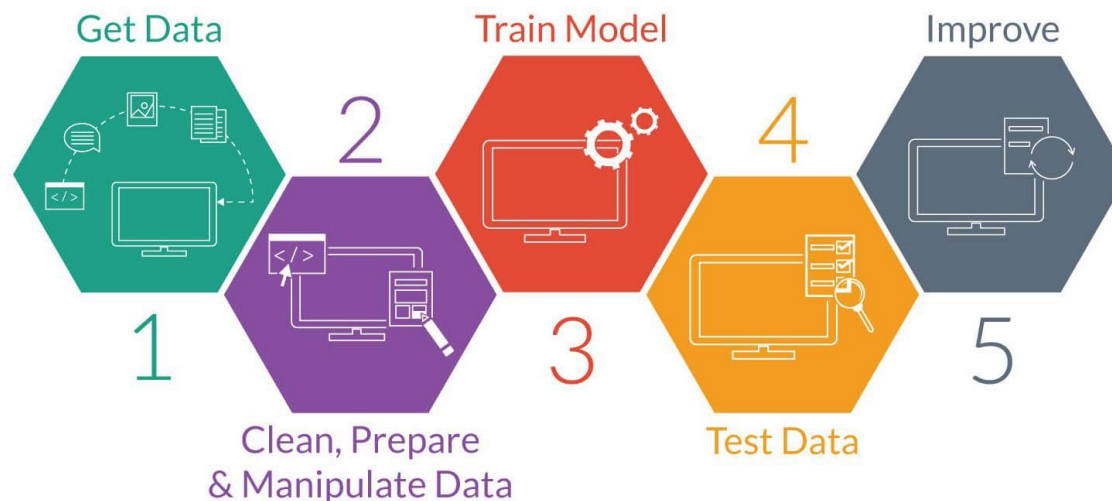 Get Data
1
2
Clean, Prepare
& Manipulate Data
Train Model
3
4
Test Data
Improve
5
</>
</>